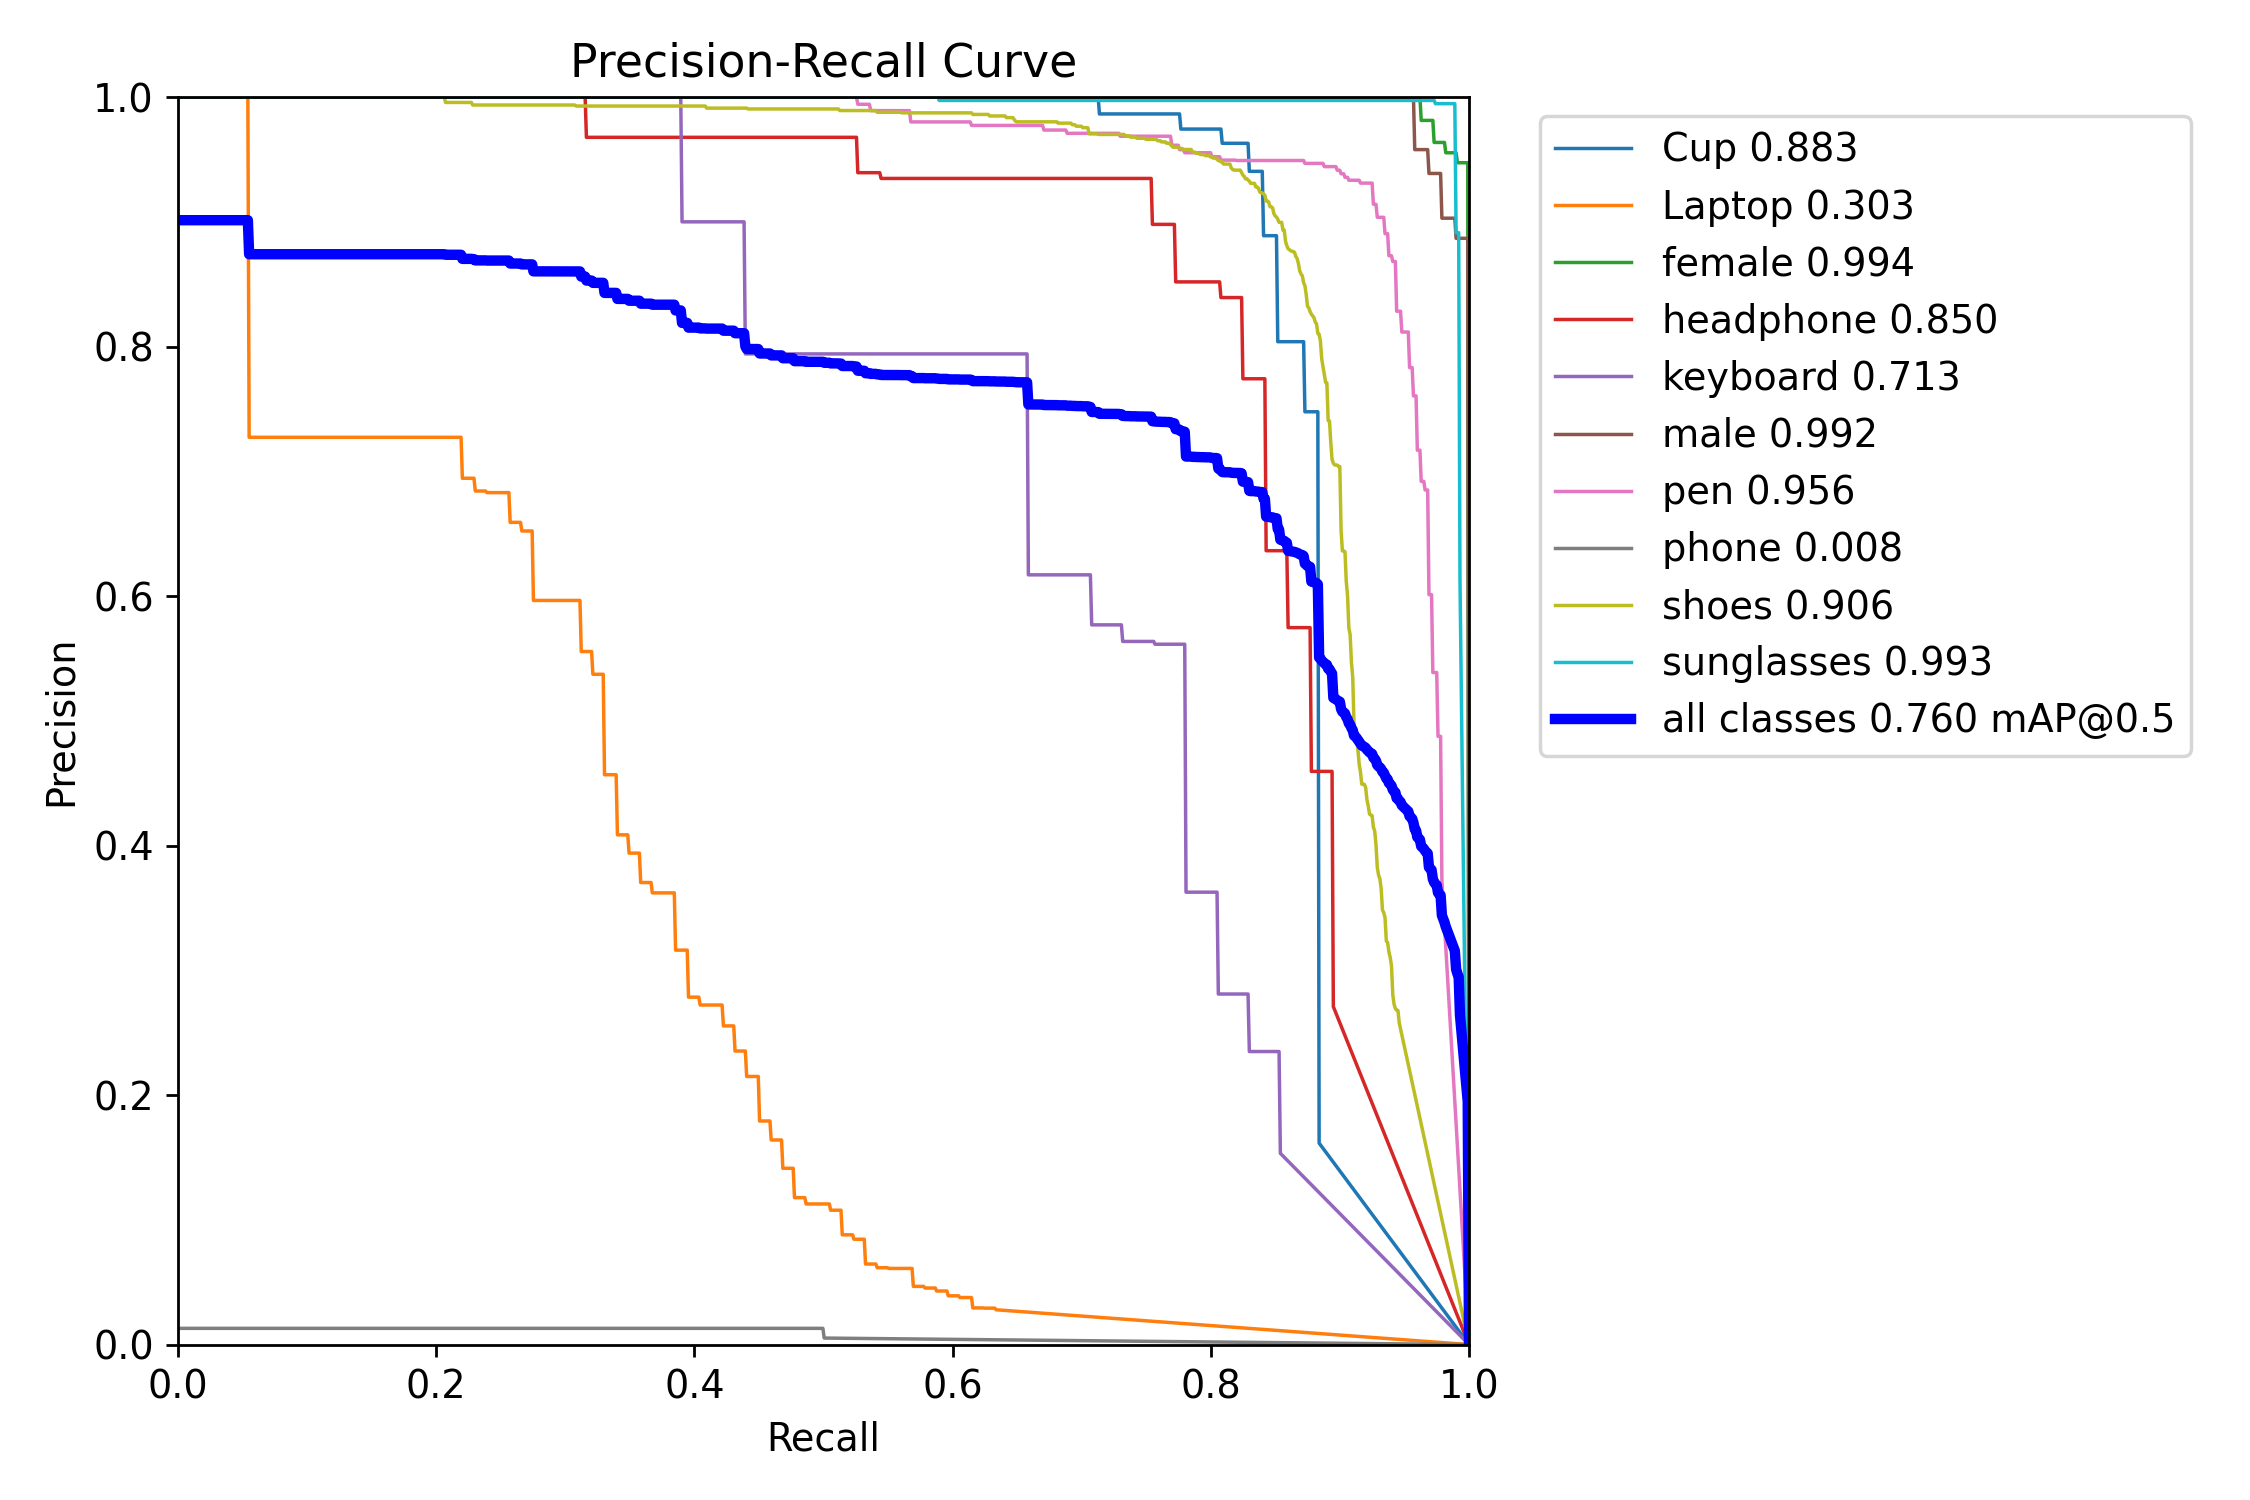 Precision-Recall Curve
1.0
0.8
0.6
0.4
0.2
0.0
Precision
0.0 0.2 0.4 0.6 0.8 1.0
Recall
Cup 0.883
Laptop 0.303
female 0.994
headphone 0.850
keyboard 0.713
male 0.992
pen 0.956
phone 0.008
shoes 0.906
sunglasses 0.993
all classes 0.760 mAP@0.5